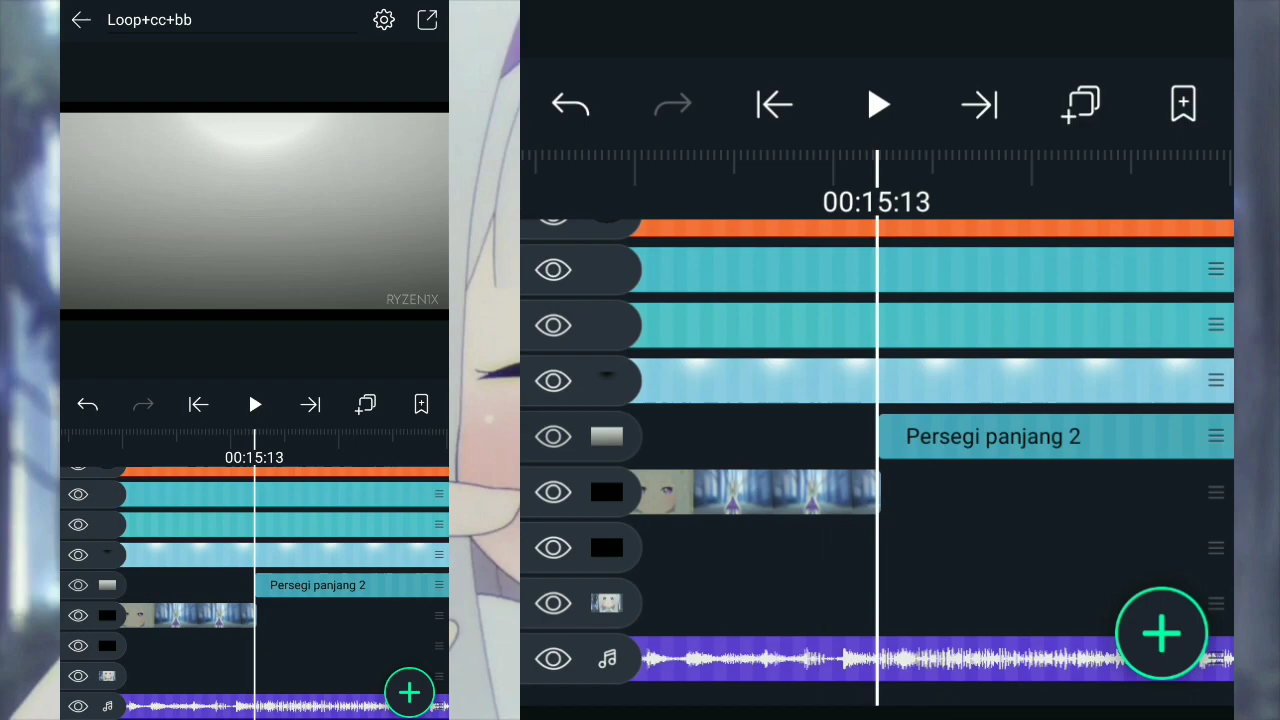 Loop+cc+bb
RYZEN1X
00:15:13
Persegi panjang 2
00:15:13
Persegi panjang 2